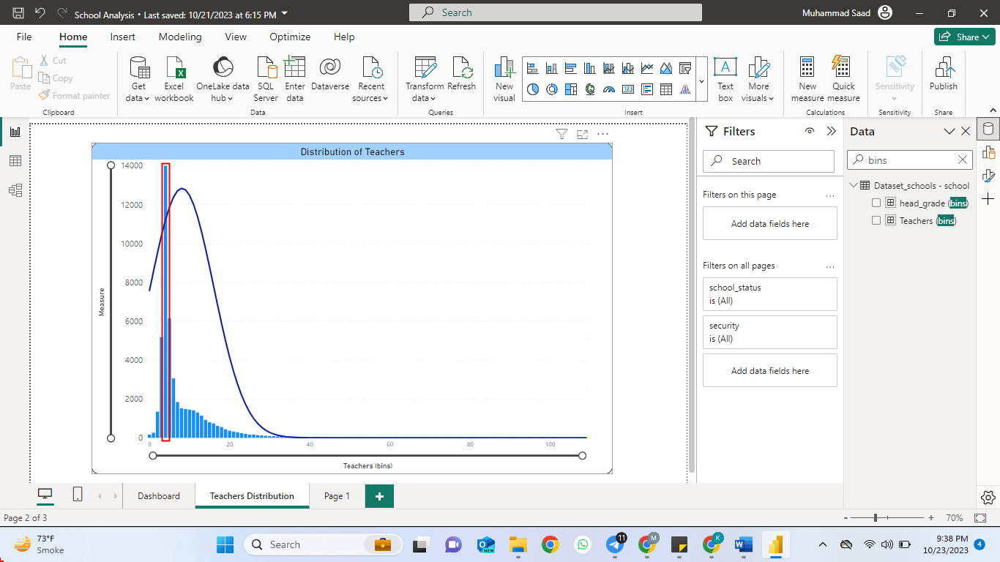 School Analysis • Last saved: 10/21/2023 at 6:15 PM
Search
Muhammad Saad
File Home Insert Modeling View Optimize Help
Share
Paste
Cut
Copy
Format painter
Clipboard
Get data
Excel workbook
OneLake data hub
SQL Server
Enter data
Dataverse
Recent sources
Data
Transform data
Refresh
Queries
New visual
Text box
More visuals
Insert
New measure
Quick measure
Calculations
Sensitivity
Sensitivity
Publish
Share
Distribution of Teachers
Measure
14000
12000
10000
8000
6000
4000
2000
0
0 20 40 60 80 100
Teachers (bins)
Filters
Search
Filters on this page
Add data fields here
Filters on all pages
school_status
is (All)
security
is (All)
Add data fields here
Data
bins
Dataset_schools - school
head_grade (bins)
Teachers (bins)
Dashboard Teachers Distribution Page 1
Page 2 of 3
70%
73°F
Smoke
Search
NEW
11
M
K
9:38 PM
10/23/2023
4